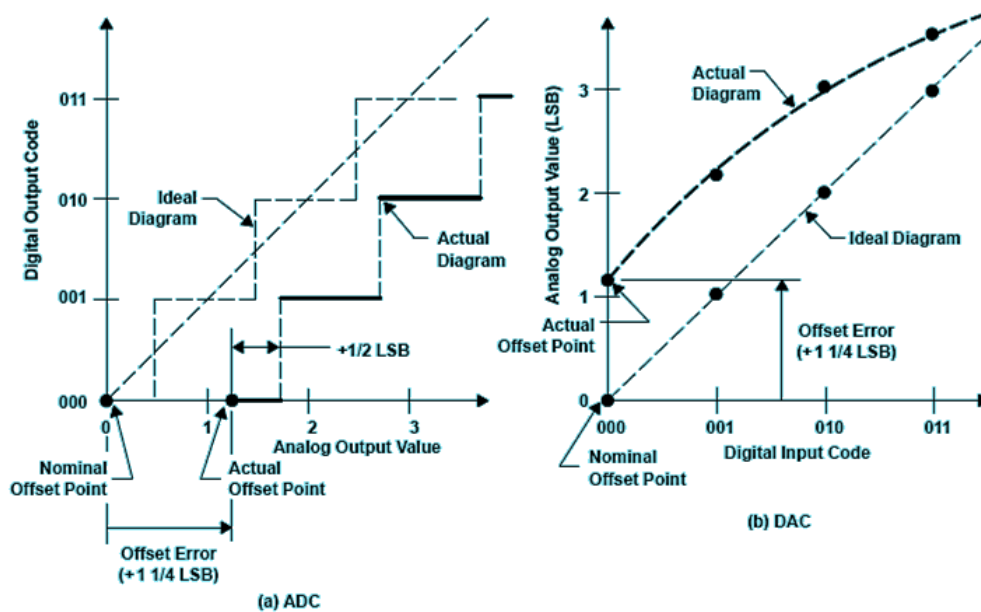 Digital Output Code
011
010
001
000
Ideal
Diagram
Actual
Diagram
+1/2 LSB
0
1
2
3
Analog Output Value
Nominal
Offset Point
Actual
Offset Point
Offset Error
(+1 1/4 LSB)
(a) ADC
Analog Output Value (LSB)
3
2
1
0
Actual
Diagram
Ideal Diagram
Actual
Offset Point
Offset Error
(+1 1/4 LSB)
000
001
010
011
Digital Input Code
Nominal
Offset Point
(b) DAC